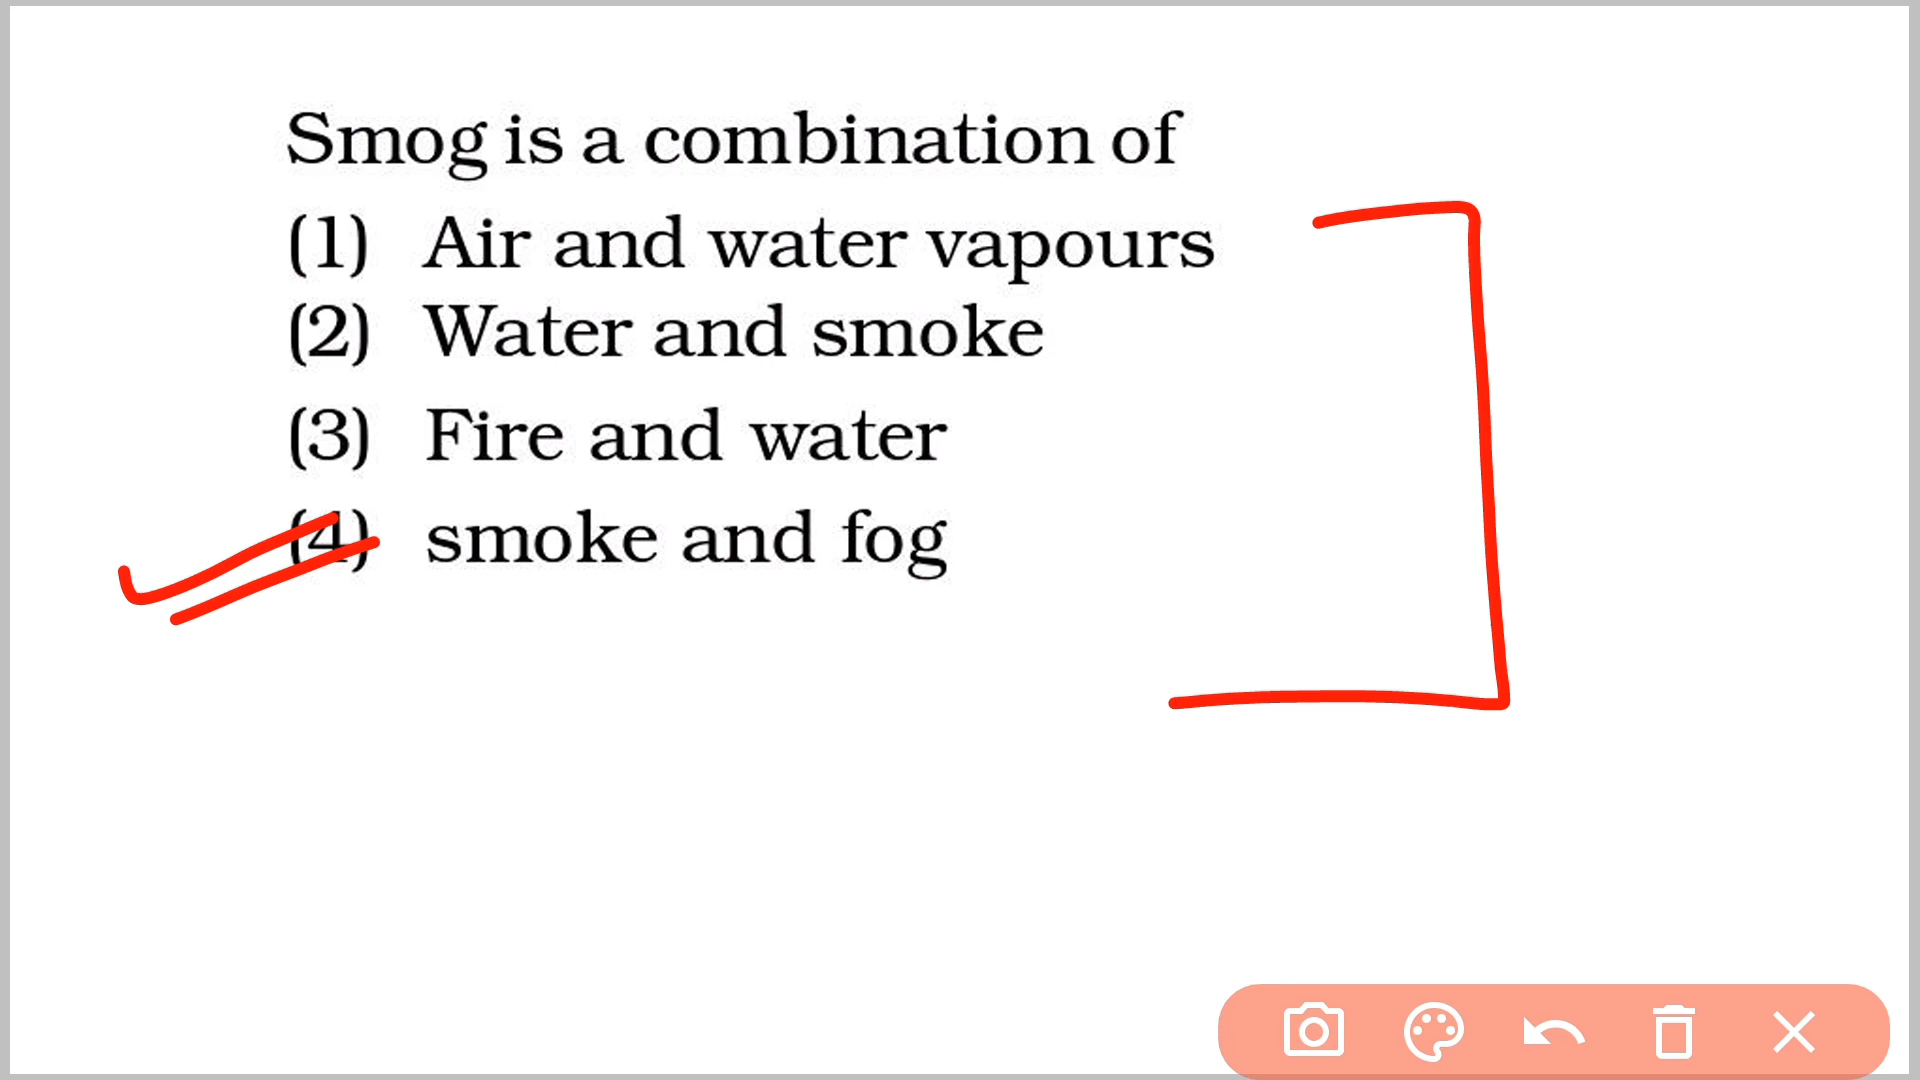 Smog is a combination of
(1) Air and water vapours
(2) Water and smoke
(3) Fire and water
(4) smoke and fog